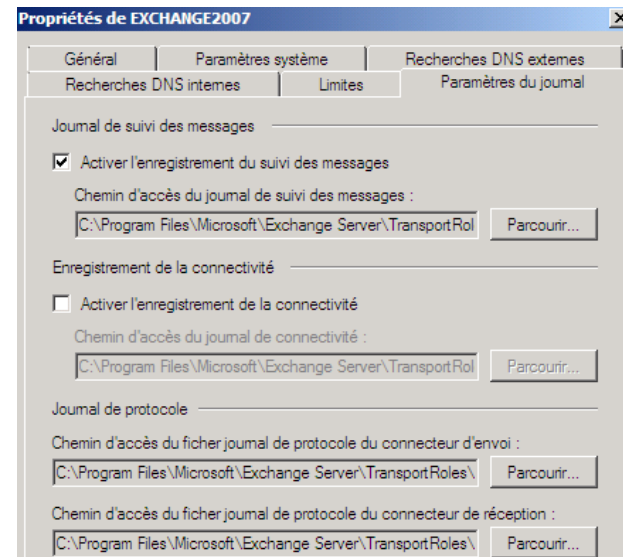 Propriétés de EXCHANGE2007
Général Paramètres système Recherches DNS externes
Recherches DNS internes Limites Paramètres du journal
Journal de suivi des messages
Activer l'enregistrement du suivi des messages
Chemin d'accès du journal de suivi des messages :
C:\Program Files\Microsoft\Exchange Server\TransportRol Parcourir...
Enregistrement de la connectivité
Activer l'enregistrement de la connectivité
Chemin d'accès du journal de connectivité :
C:\Program Files\Microsoft\Exchange Server\TransportRol Parcourir...
Journal de protocole
Chemin d'accès du ficher journal de protocole du connecteur d'envoi :
C:\Program Files\Microsoft\Exchange Server\TransportRoles\ Parcourir...
Chemin d'accès du ficher journal de protocole du connecteur de réception :
C:\Program Files\Microsoft\Exchange Server\TransportRoles\ Parcourir...